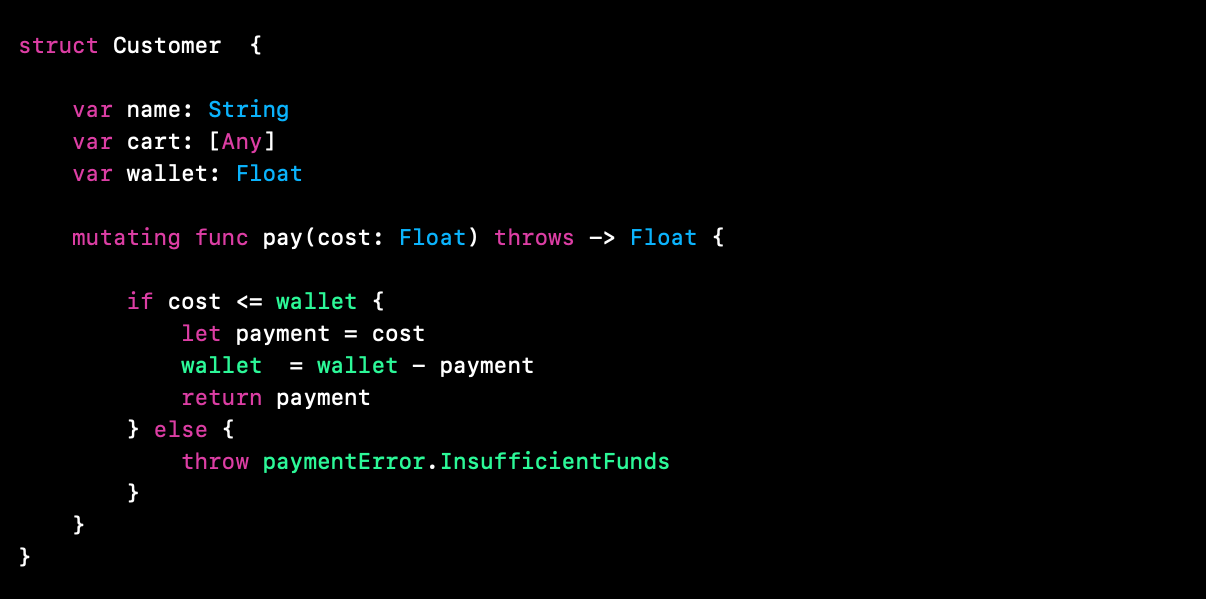 struct Customer  {
var name: String
var cart: [Any]
var wallet: Float
mutating func pay(cost: Float) throws -> Float {
if cost <= wallet {
let payment = cost
wallet  = wallet - payment
return payment
} else {
throw paymentError.InsufficientFunds
}
}
}